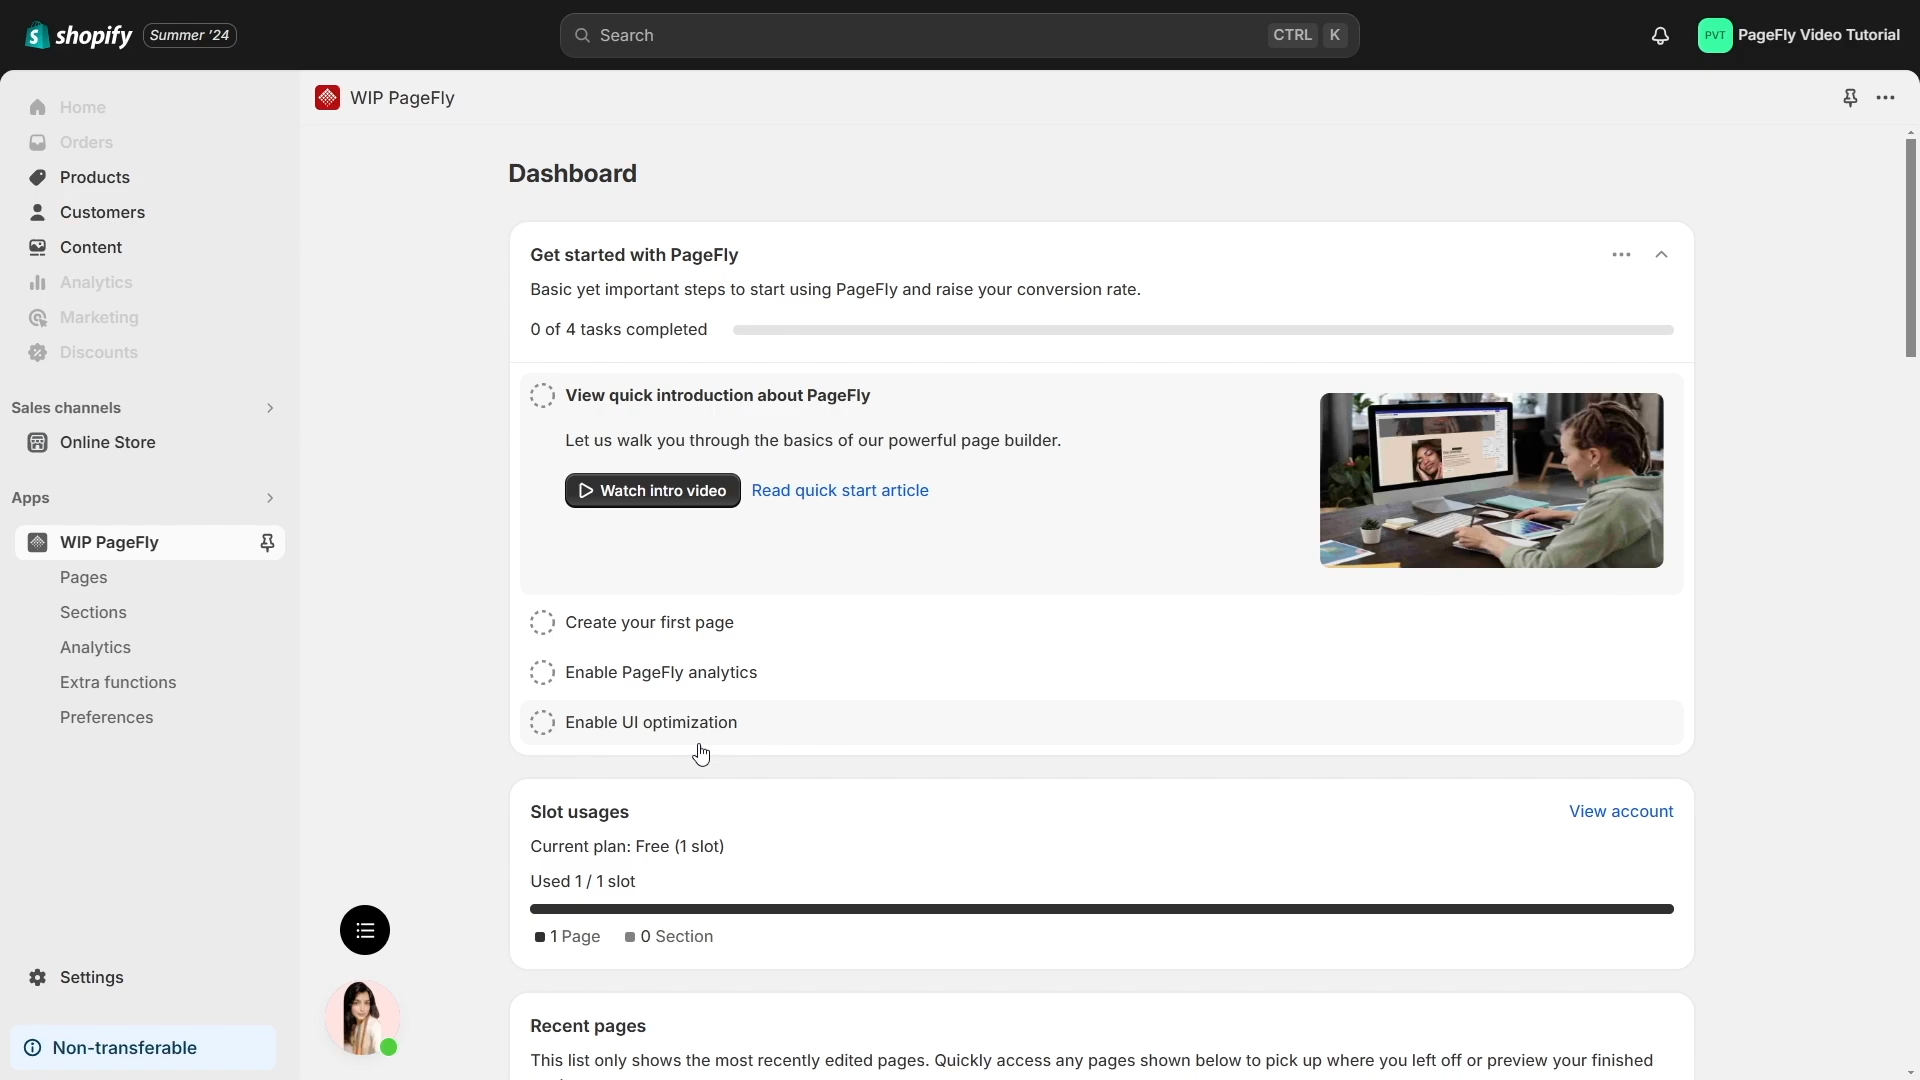 shopify Summer '24
Search CTRL K
PVT PageFly Video Tutorial
Home
Orders
Products
Customers
Content
Analytics
Marketing
Discounts
Sales channels
Online Store
Apps
WIP PageFly
Pages
Sections
Analytics
Extra functions
Preferences
Settings
Non-transferable
WIP PageFly
Dashboard
Get started with PageFly
Basic yet important steps to start using PageFly and raise your conversion rate.
0 of 4 tasks completed
View quick introduction about PageFly
Let us walk you through the basics of our powerful page builder.
Watch intro video Read quick start article
Create your first page
Enable PageFly analytics
Enable UI optimization
Slot usages View account
Current plan: Free (1 slot)
Used 1 / 1 slot
1 Page 0 Section
Recent pages
This list only shows the most recently edited pages. Quickly access any pages shown below to pick up where you left off or preview your finished